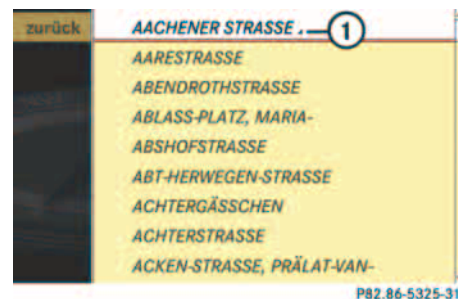 zurück
AACHENER STRASSE
1
AARESTRASSE
ABENDROTHSTRASSE
ABLASS-PLATZ, MARIA-
ABSHOFSTRASSE
ABT-HERWEGEN-STRASSE
ACHTERGÄSSCHEN
ACHTERSTRASSE
ACKEN-STRASSE, PRÄLAT-VAN-
P82.86-5325-31